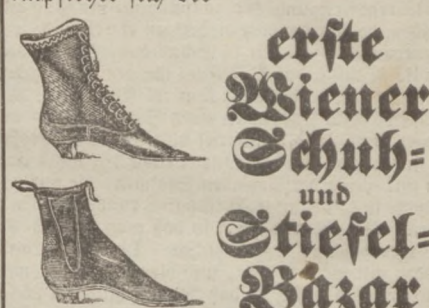 erste
Wiener
Schuh=
und
Stiefel=
Bazar